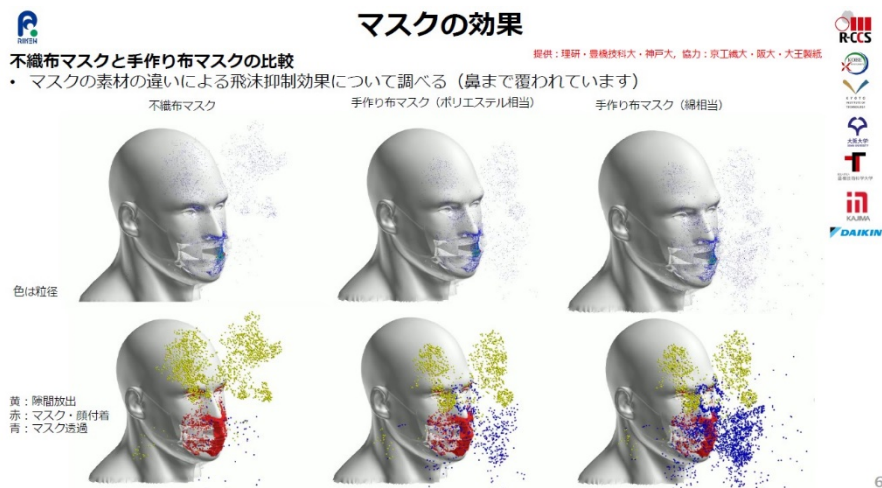 マスクの効果
RIKEN
R-CCS
不織布マスクと手作り布マスクの比較
提供：理研・豊橋技科大・神戸大, 協力：京工繊大・阪大・大王製紙
• マスクの素材の違いによる飛沫抑制効果について調べる（鼻まで覆われています）
不織布マスク
手作り布マスク（ポリエステル相当）
手作り布マスク（綿相当）
大阪大学
KAJIMA
DAIKIN
色は粒径
黄：隙間放出
赤：マスク・顔付着
青：マスク透過
6